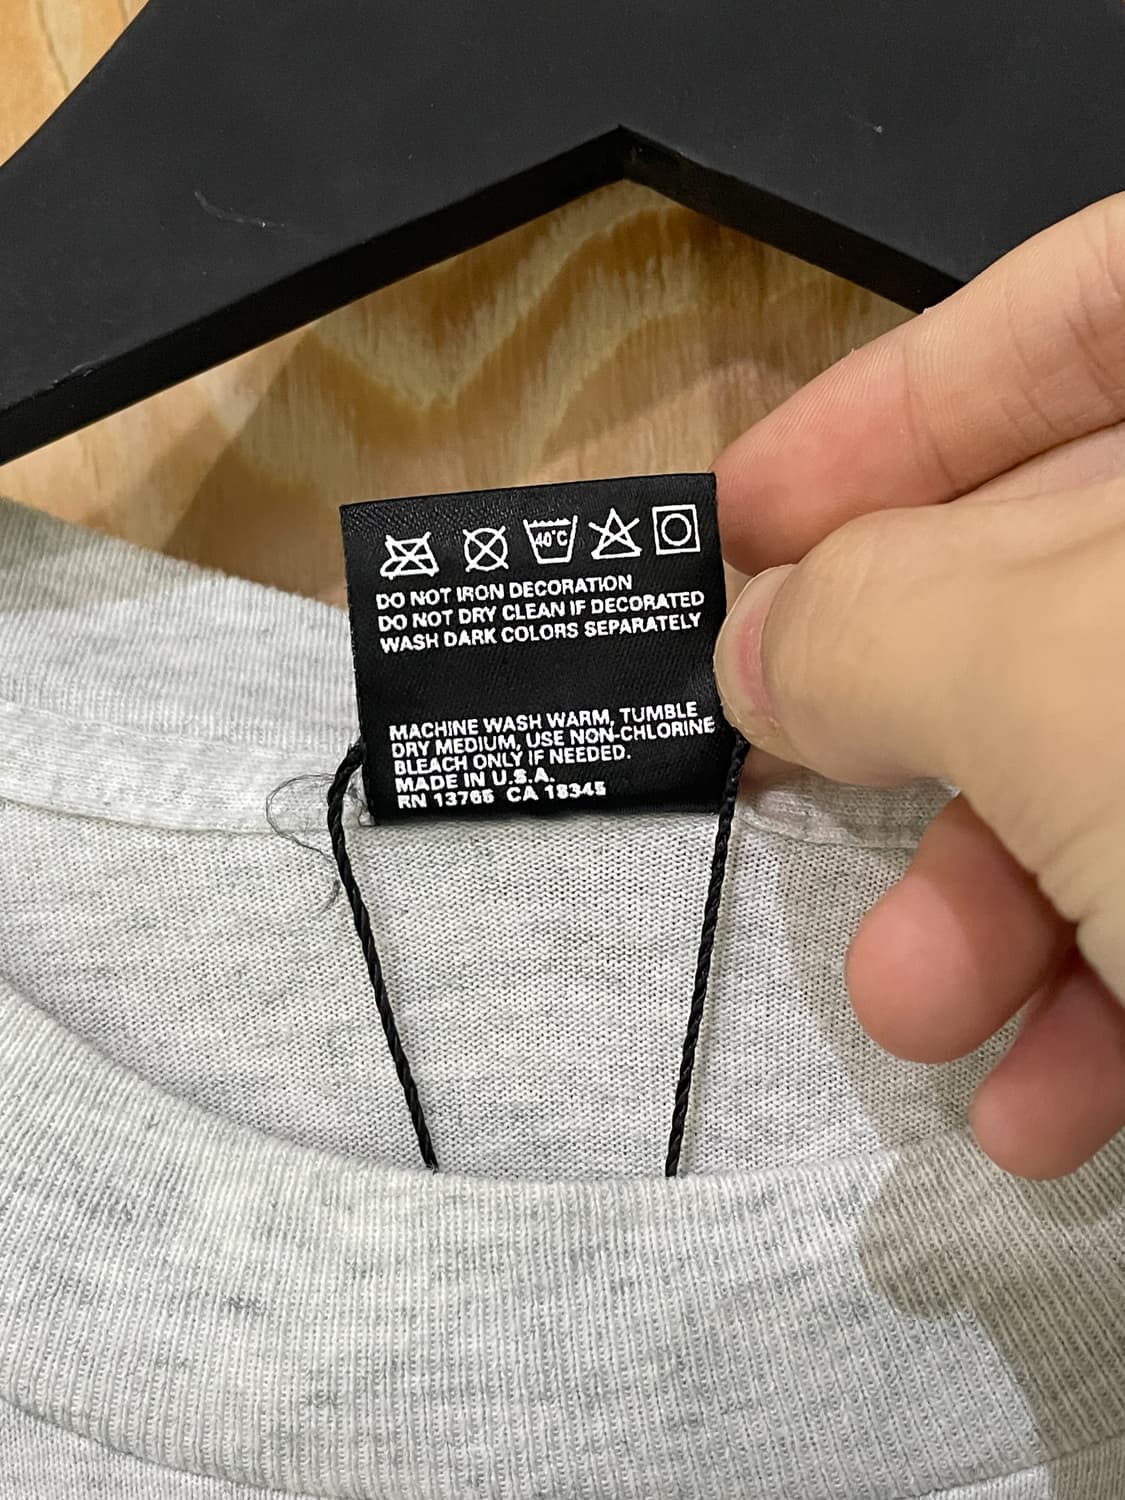 40°C
DO NOT IRON DECORATION
DO NOT DRY CLEAN IF DECORATED
WASH DARK COLORS SEPARATELY
MACHINE WASH WARM, TUMBLE
DRY MEDIUM, USE NON-CHLORINE
BLEACH ONLY IF NEEDED.
MADE IN U.S.A.
RN 13765 CA 18345